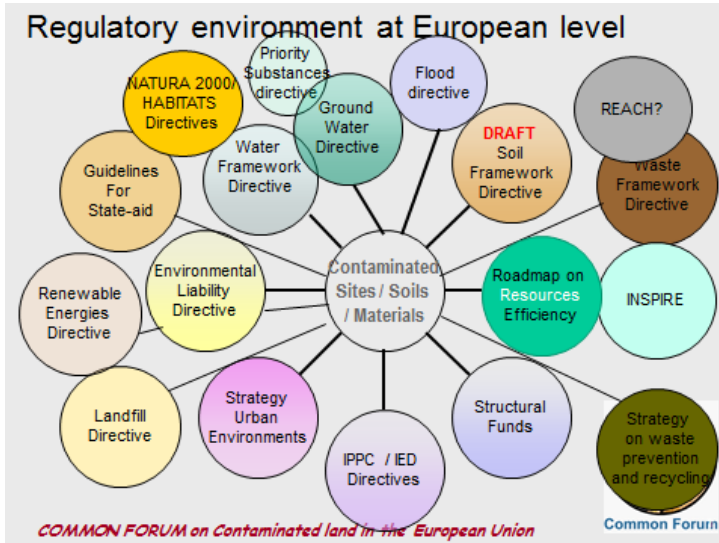 Regulatory environment at European level
NATURA 2000/
HABITATS
Directives
Priority
Substances
directive
Ground
Water
Directive
Flood
directive
REACH?
DRAFT
Soil
Framework
Directive
Waste
Framework
Directive
Guidelines
For
State-aid
Water
Framework
Directive
Contaminated
Sites / Soils
/ Materials
Environmental
Liability
Directive
Renewable
Energies
Directive
Roadmap on
Resources
Efficiency
INSPIRE
Landfill
Directive
Strategy
Urban
Environments
IPPC / IED
Directives
Structural
Funds
Strategy
on waste
prevention
and recycling
COMMON FORUM on Contaminated land in the European Union
Common Forum